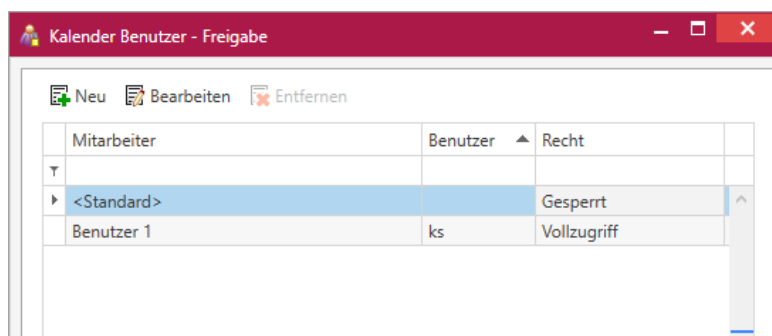 Kalender Benutzer - Freigabe
Neu Bearbeiten Entfernen
Mitarbeiter Benutzer Recht
<Standard> Gesperrt
Benutzer 1 ks Vollzugriff